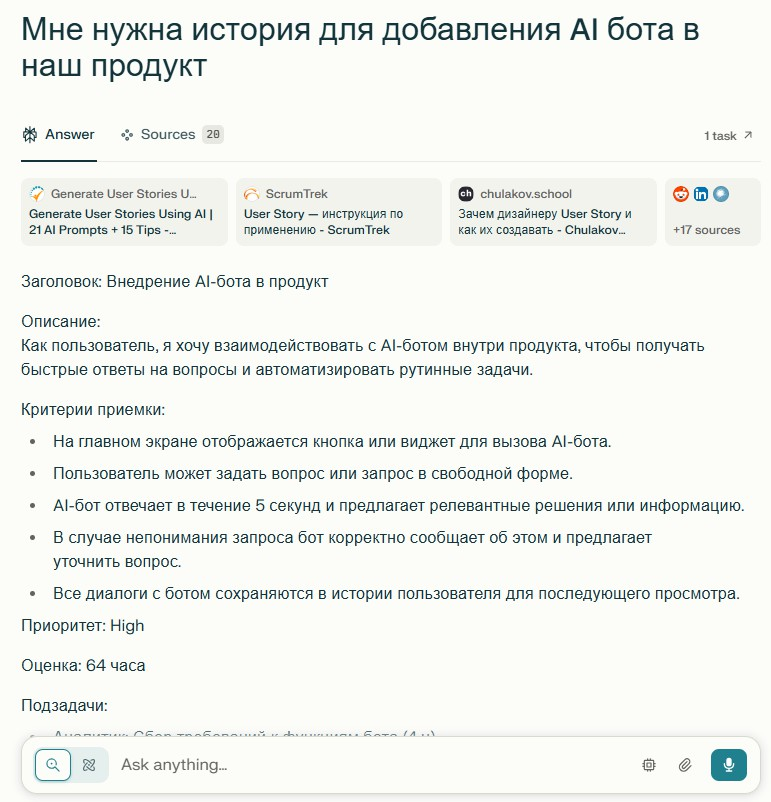 Мне нужна история для добавления AI бота в
наш продукт
Answer
Sources 20
1 task
Generate User Stories U...
Generate User Stories Using AI |
21 AI Prompts + 15 Tips -...
ScrumTrek
User Story — инструкция по
применению - ScrumTrek
ch chulakov.school
Зачем дизайнеру User Story и
как их создавать - Chulakov...
in
+17 sources
Заголовок: Внедрение AI-бота в продукт
Описание:
Как пользователь, я хочу взаимодействовать с AI-ботом внутри продукта, чтобы получать
быстрые ответы на вопросы и автоматизировать рутинные задачи.
Критерии приемки:
На главном экране отображается кнопка или виджет для вызова AI-бота.
Пользователь может задать вопрос или запрос в свободной форме.
AI-бот отвечает в течение 5 секунд и предлагает релевантные решения или информацию.
В случае непонимания запроса бот корректно сообщает об этом и предлагает
уточнить вопрос.
Все диалоги с ботом сохраняются в истории пользователя для последующего просмотра.
Приоритет: High
Оценка: 64 часа
Подзадачи:
Аналитик: Сбор требований к функциям бота (4 ч)
Ask anything...